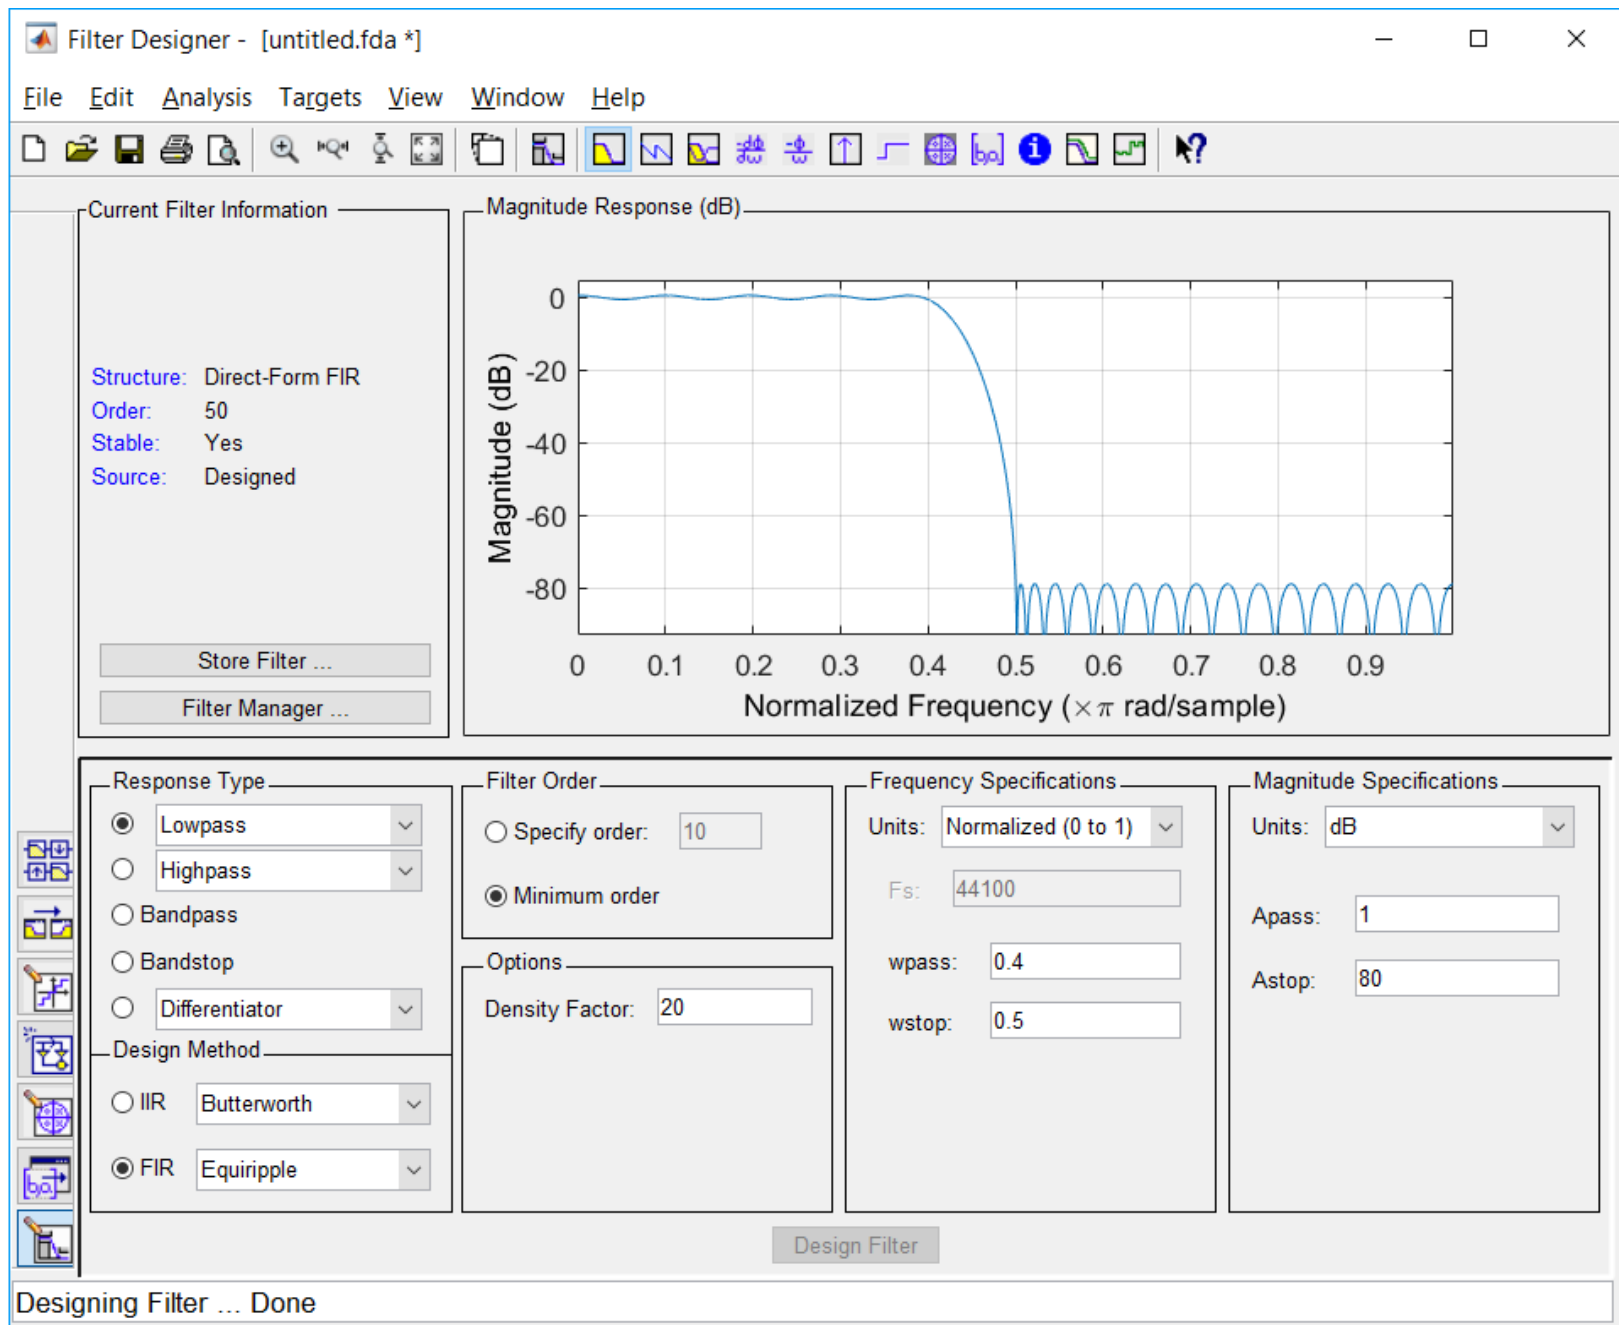 Filter Designer - [untitled.fda *]
File Edit Analysis Targets View Window Help
Current Filter Information
Structure: Direct-Form FIR
Order: 50
Stable: Yes
Source: Designed
Store Filter ...
Filter Manager ...
Magnitude Response (dB)
Magnitude (dB)
0
-20
-40
-60
-80
0 0.1 0.2 0.3 0.4 0.5 0.6 0.7 0.8 0.9
Normalized Frequency (×π rad/sample)
Response Type
Lowpass
Highpass
Bandpass
Bandstop
Differentiator
Design Method
IIR Butterworth
FIR Equiripple
Filter Order
Specify order: 10
Minimum order
Options
Density Factor: 20
Frequency Specifications
Units: Normalized (0 to 1)
Fs: 44100
wpass: 0.4
wstop: 0.5
Magnitude Specifications
Units: dB
Apass: 1
Astop: 80
Design Filter
Designing Filter ... Done